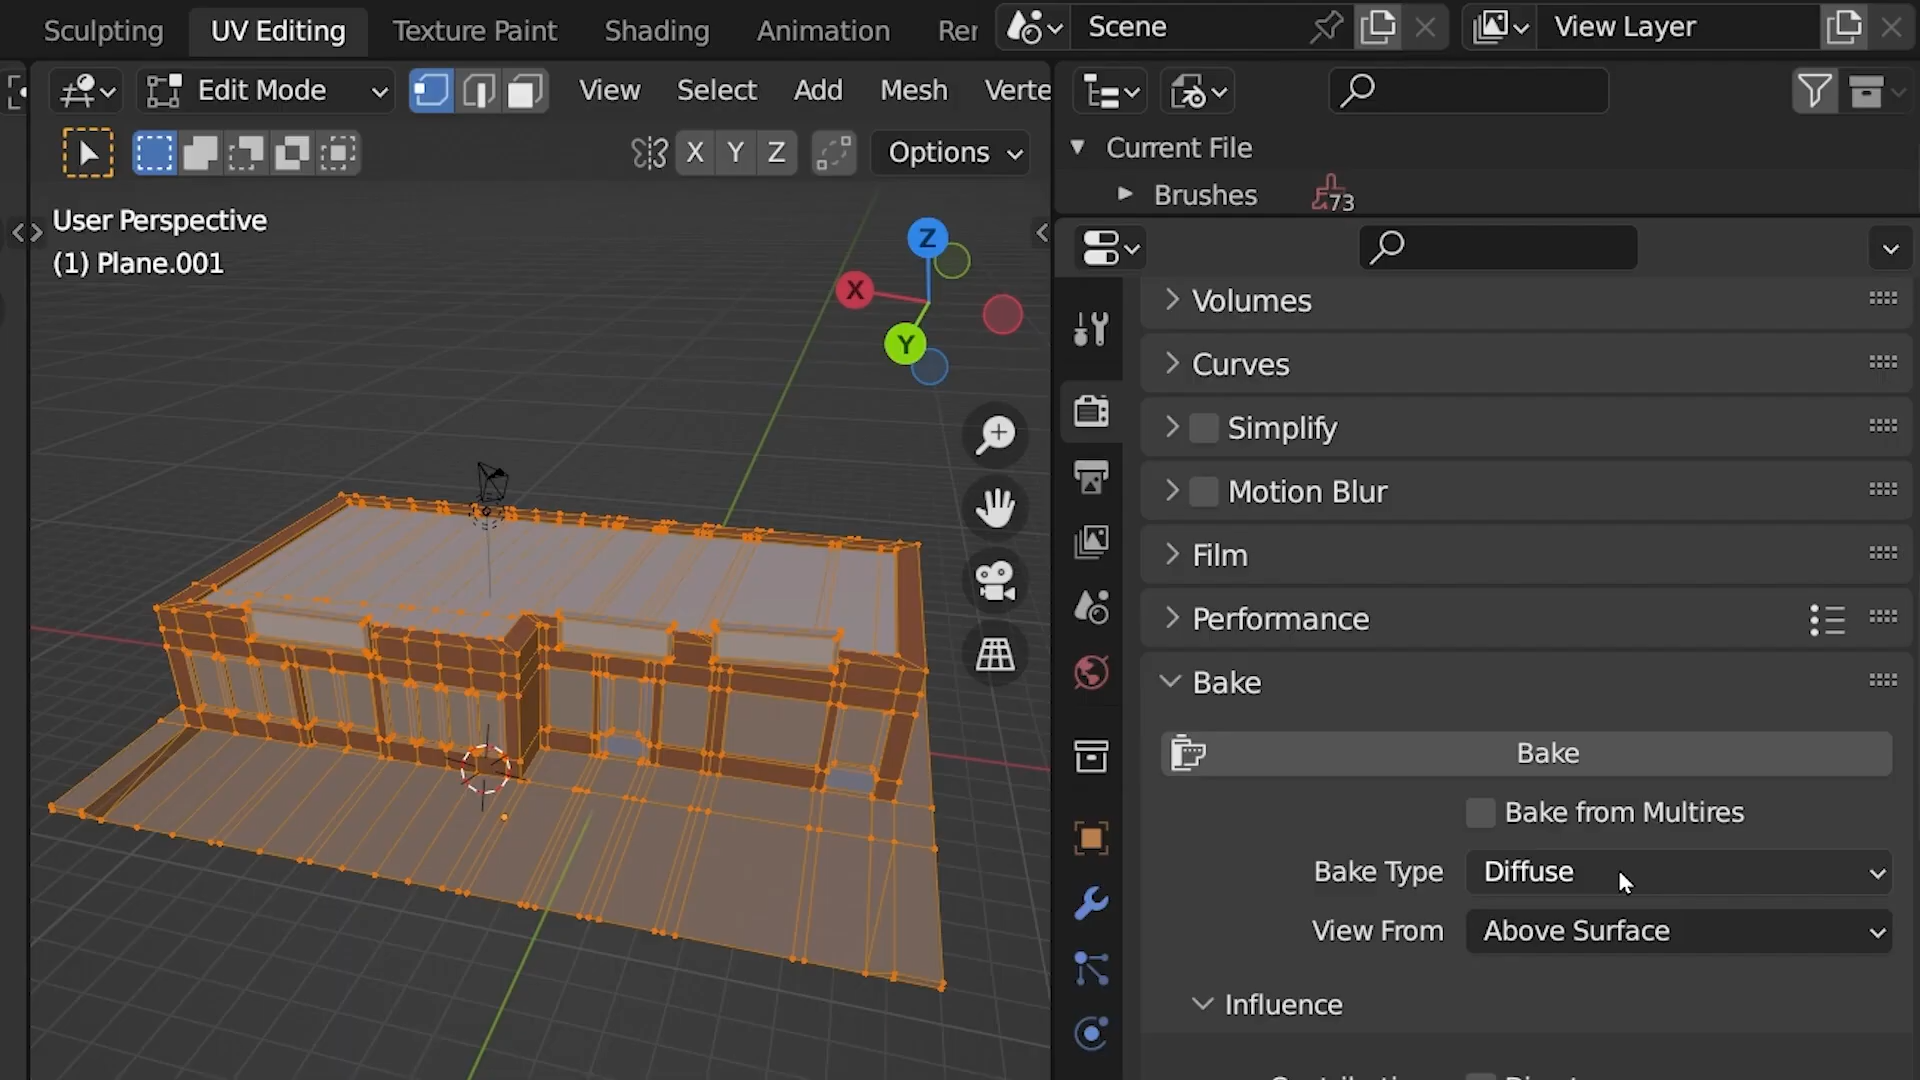 Sculpting UV Editing Texture Paint Shading Animation Rer Scene View Layer
Edit Mode View Select Add Mesh Verte
X Y Z Options
Current File
Brushes 73
User Perspective
(1) Plane.001
Z
X
Y
Volumes
Curves
Simplify
Motion Blur
Film
Performance
Bake
Bake
Bake from Multires
Bake Type Diffuse
View From Above Surface
Influence